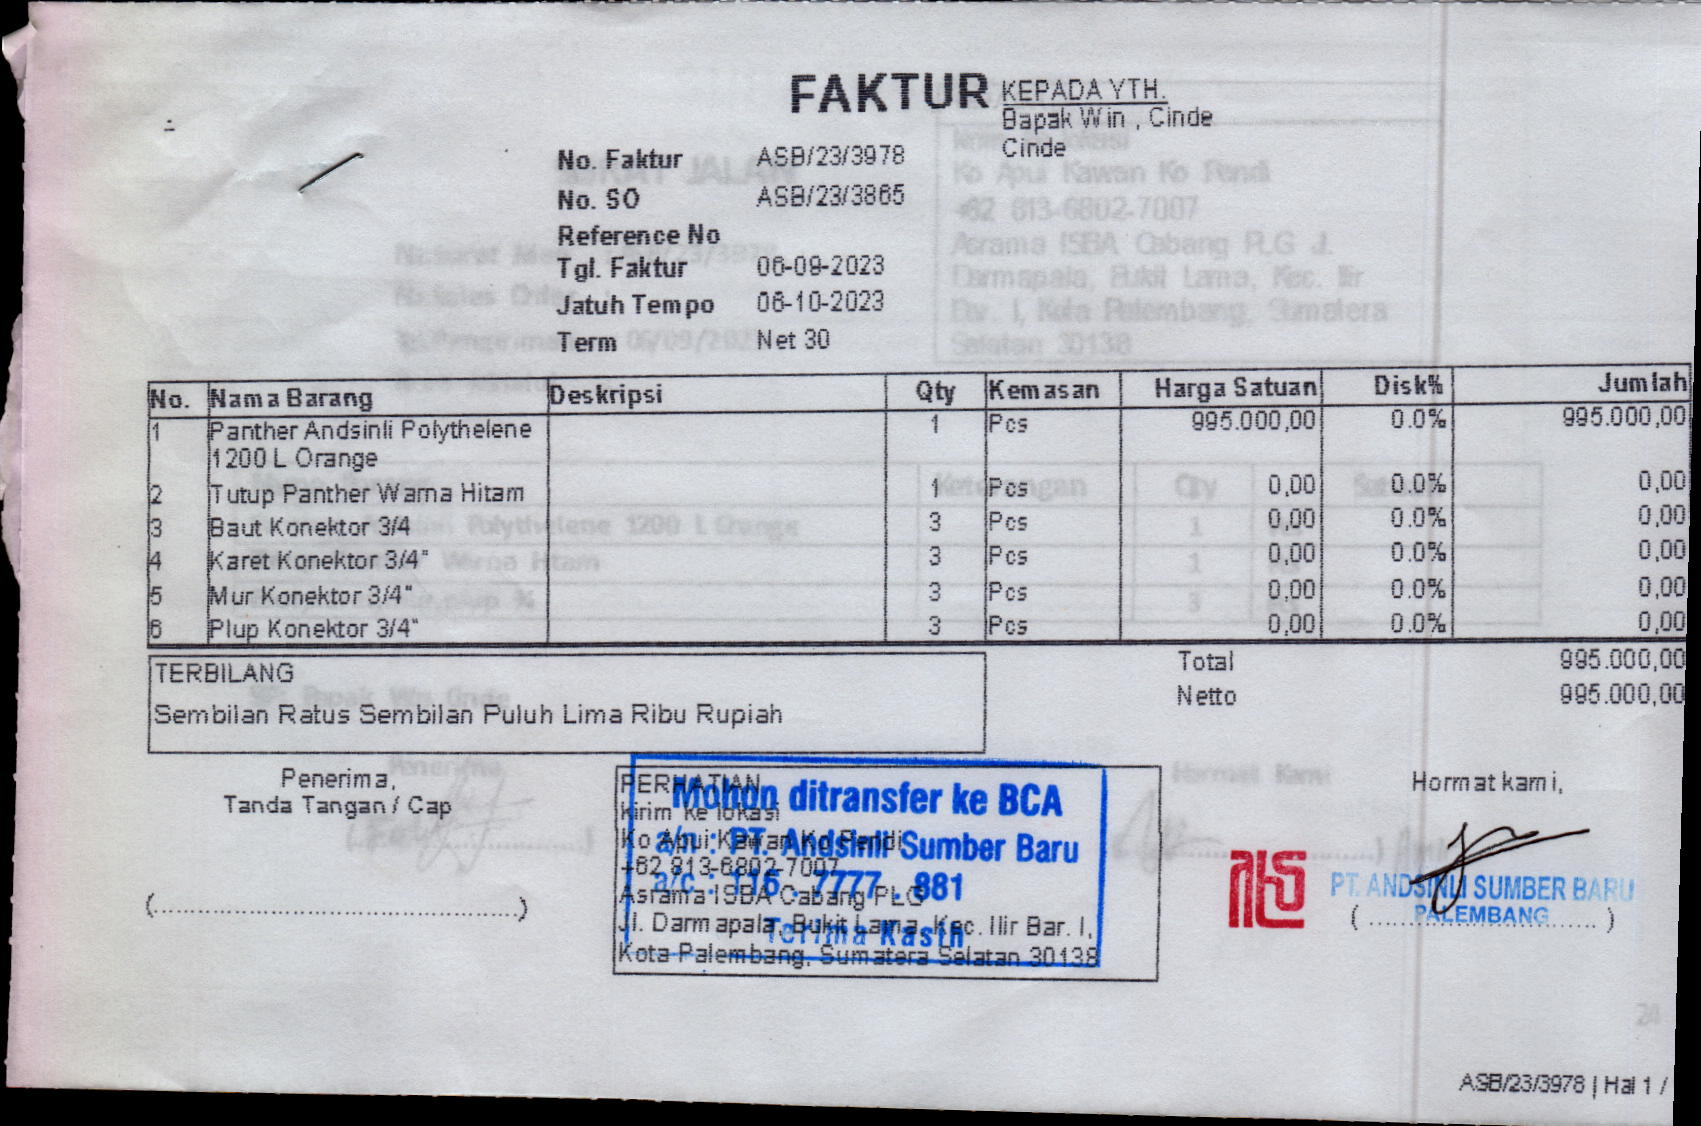 FAKTUR
KEPADA YTH.
Bapak Win , Cinde
Cinde
No. Faktur ASB/23/3978
No. SO ASB/23/3865
Reference No
Tgl. Faktur 06-09-2023
Jatuh Tempo 06-10-2023
Term Net 30
No. Nama Barang Deskripsi Qty Kemasan Harga Satuan Disk% Jumlah
1 Panther Andsinli Polythelene 1 Pcs 995.000,00 0.0% 995.000,00
1200 L Orange
2 Tutup Panther Warna Hitam 1 Pcs 0,00 0.0% 0,00
3 Baut Konektor 3/4 3 Pcs 0,00 0.0% 0,00
4 Karet Konektor 3/4" 3 Pcs 0,00 0.0% 0,00
5 Mur Konektor 3/4" 3 Pcs 0,00 0.0% 0,00
6 Plup Konektor 3/4" 3 Pcs 0,00 0.0% 0,00
TERBILANG
Sembilan Ratus Sembilan Puluh Lima Ribu Rupiah
Total 995.000,00
Netto 995.000,00
Penerima,
Tanda Tangan / Cap
(............................................)
PERHATIAN
Kirim ke lokasi
Ko Apui Kawan Ko Pendi
+62 813-6802-7007
Asrama ISBA Cabang PLG
Jl. Darmapala, Bukit Lama, Kec. Ilir Bar. I,
Kota Palembang, Sumatera Selatan 30138
Mohon ditransfer ke BCA
a/n : PT. Andsinli Sumber Baru
a/c : 7777 . 881
Terima Kasih
Hormat kami,
PT. ANDSINLI SUMBER BARU
PALEMBANG
(............................)
ASB/23/3978 | Hal 1 /